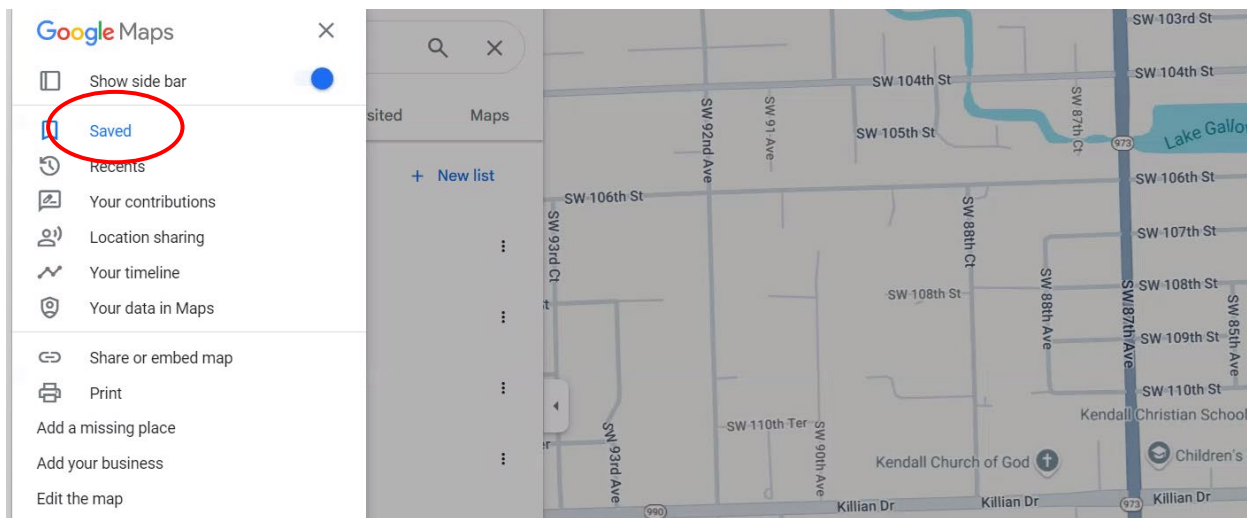 Google Maps
Show side bar
Saved
Recents
Your contributions
Location sharing
Your timeline
Your data in Maps
Share or embed map
Print
Add a missing place
Add your business
Edit the map
sited
Maps
+ New list
st
er
SW 103rd St
SW 104th St
SW 104th St
SW 92nd Ave
SW 91 Ave
SW 87th Ct
SW 105th St
973
SW 106th St
SW 106th St
SW 93rd Ct
SW 88th Ct
SW 107th St
SW 108th St
SW 108th St
SW 88th Ave
SW 87th Ave
SW 85th Ave
SW 109th St
SW 110th St
Kendall Christian School
SW 110th Ter
SW 93rd Ave
SW 90th Ave
Kendall Church of God
Children's
990
Killian Dr
Killian Dr
973
Killian Dr